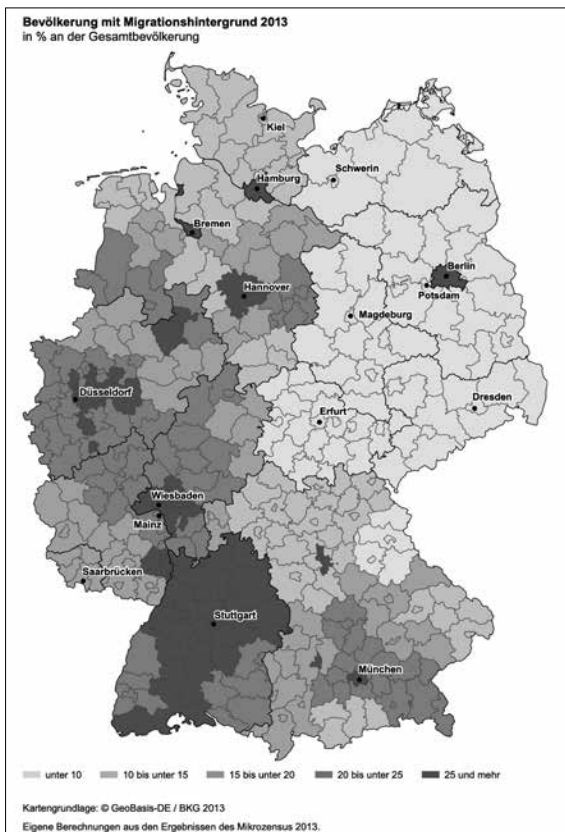 Bevölkerung mit Migrationshintergrund 2013
in % an der Gesamtbevölkerung
Kiel
Schwerin
Hamburg
Bremen
Berlin
Hannover
Potsdam
Magdeburg
Düsseldorf
Dresden
Erfurt
Wiesbaden
Mainz
Saarbrücken
Stuttgart
München
unter 10 10 bis unter 15 15 bis unter 20 20 bis unter 25 25 und mehr
Kartengrundlage: © GeoBasis-DE / BKG 2013
Eigene Berechnungen aus den Ergebnissen des Mikrozensus 2013.